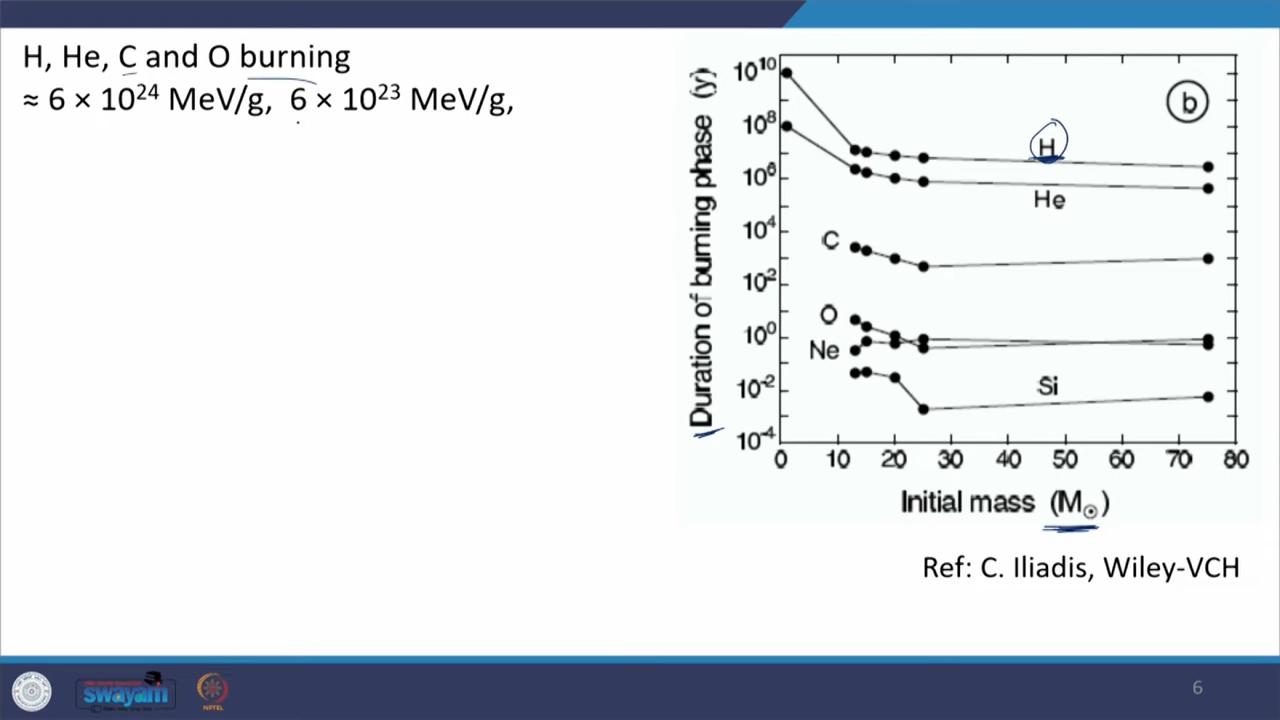 H, He, C and O burning
≈ 6 × 10²⁴ MeV/g, 6 × 10²³ MeV/g,
Duration of burning phase (y)
10¹⁰
10⁸
10⁶
10⁴
10²
10⁰
10⁻²
10⁻⁴
b
H
He
C
O
Ne
Si
0 10 20 30 40 50 60 70 80
Initial mass (M☉)
Ref: C. Iliadis, Wiley-VCH
swayam
NPTEL
6